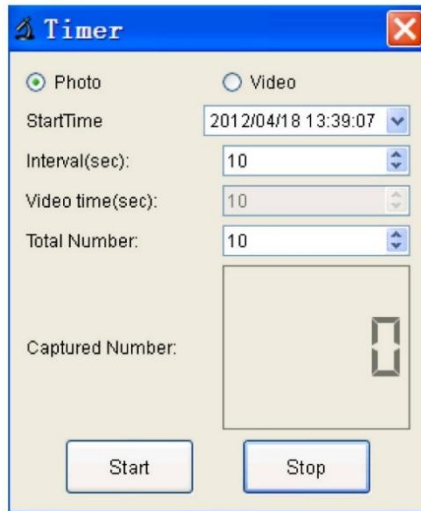 Timer
Photo Video
StartTime 2012/04/18 13:39:07
Interval(sec): 10
Video time(sec): 10
Total Number: 10
Captured Number: 0
Start Stop